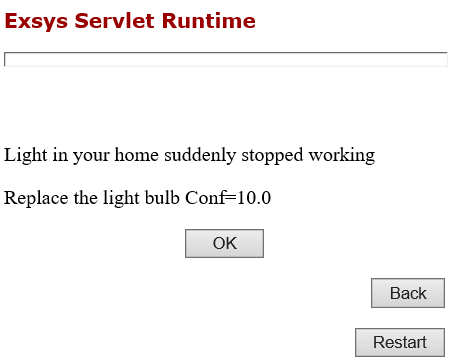 Exsys Servlet Runtime
Light in your home suddenly stopped working
Replace the light bulb Conf=10.0
OK
Back
Restart